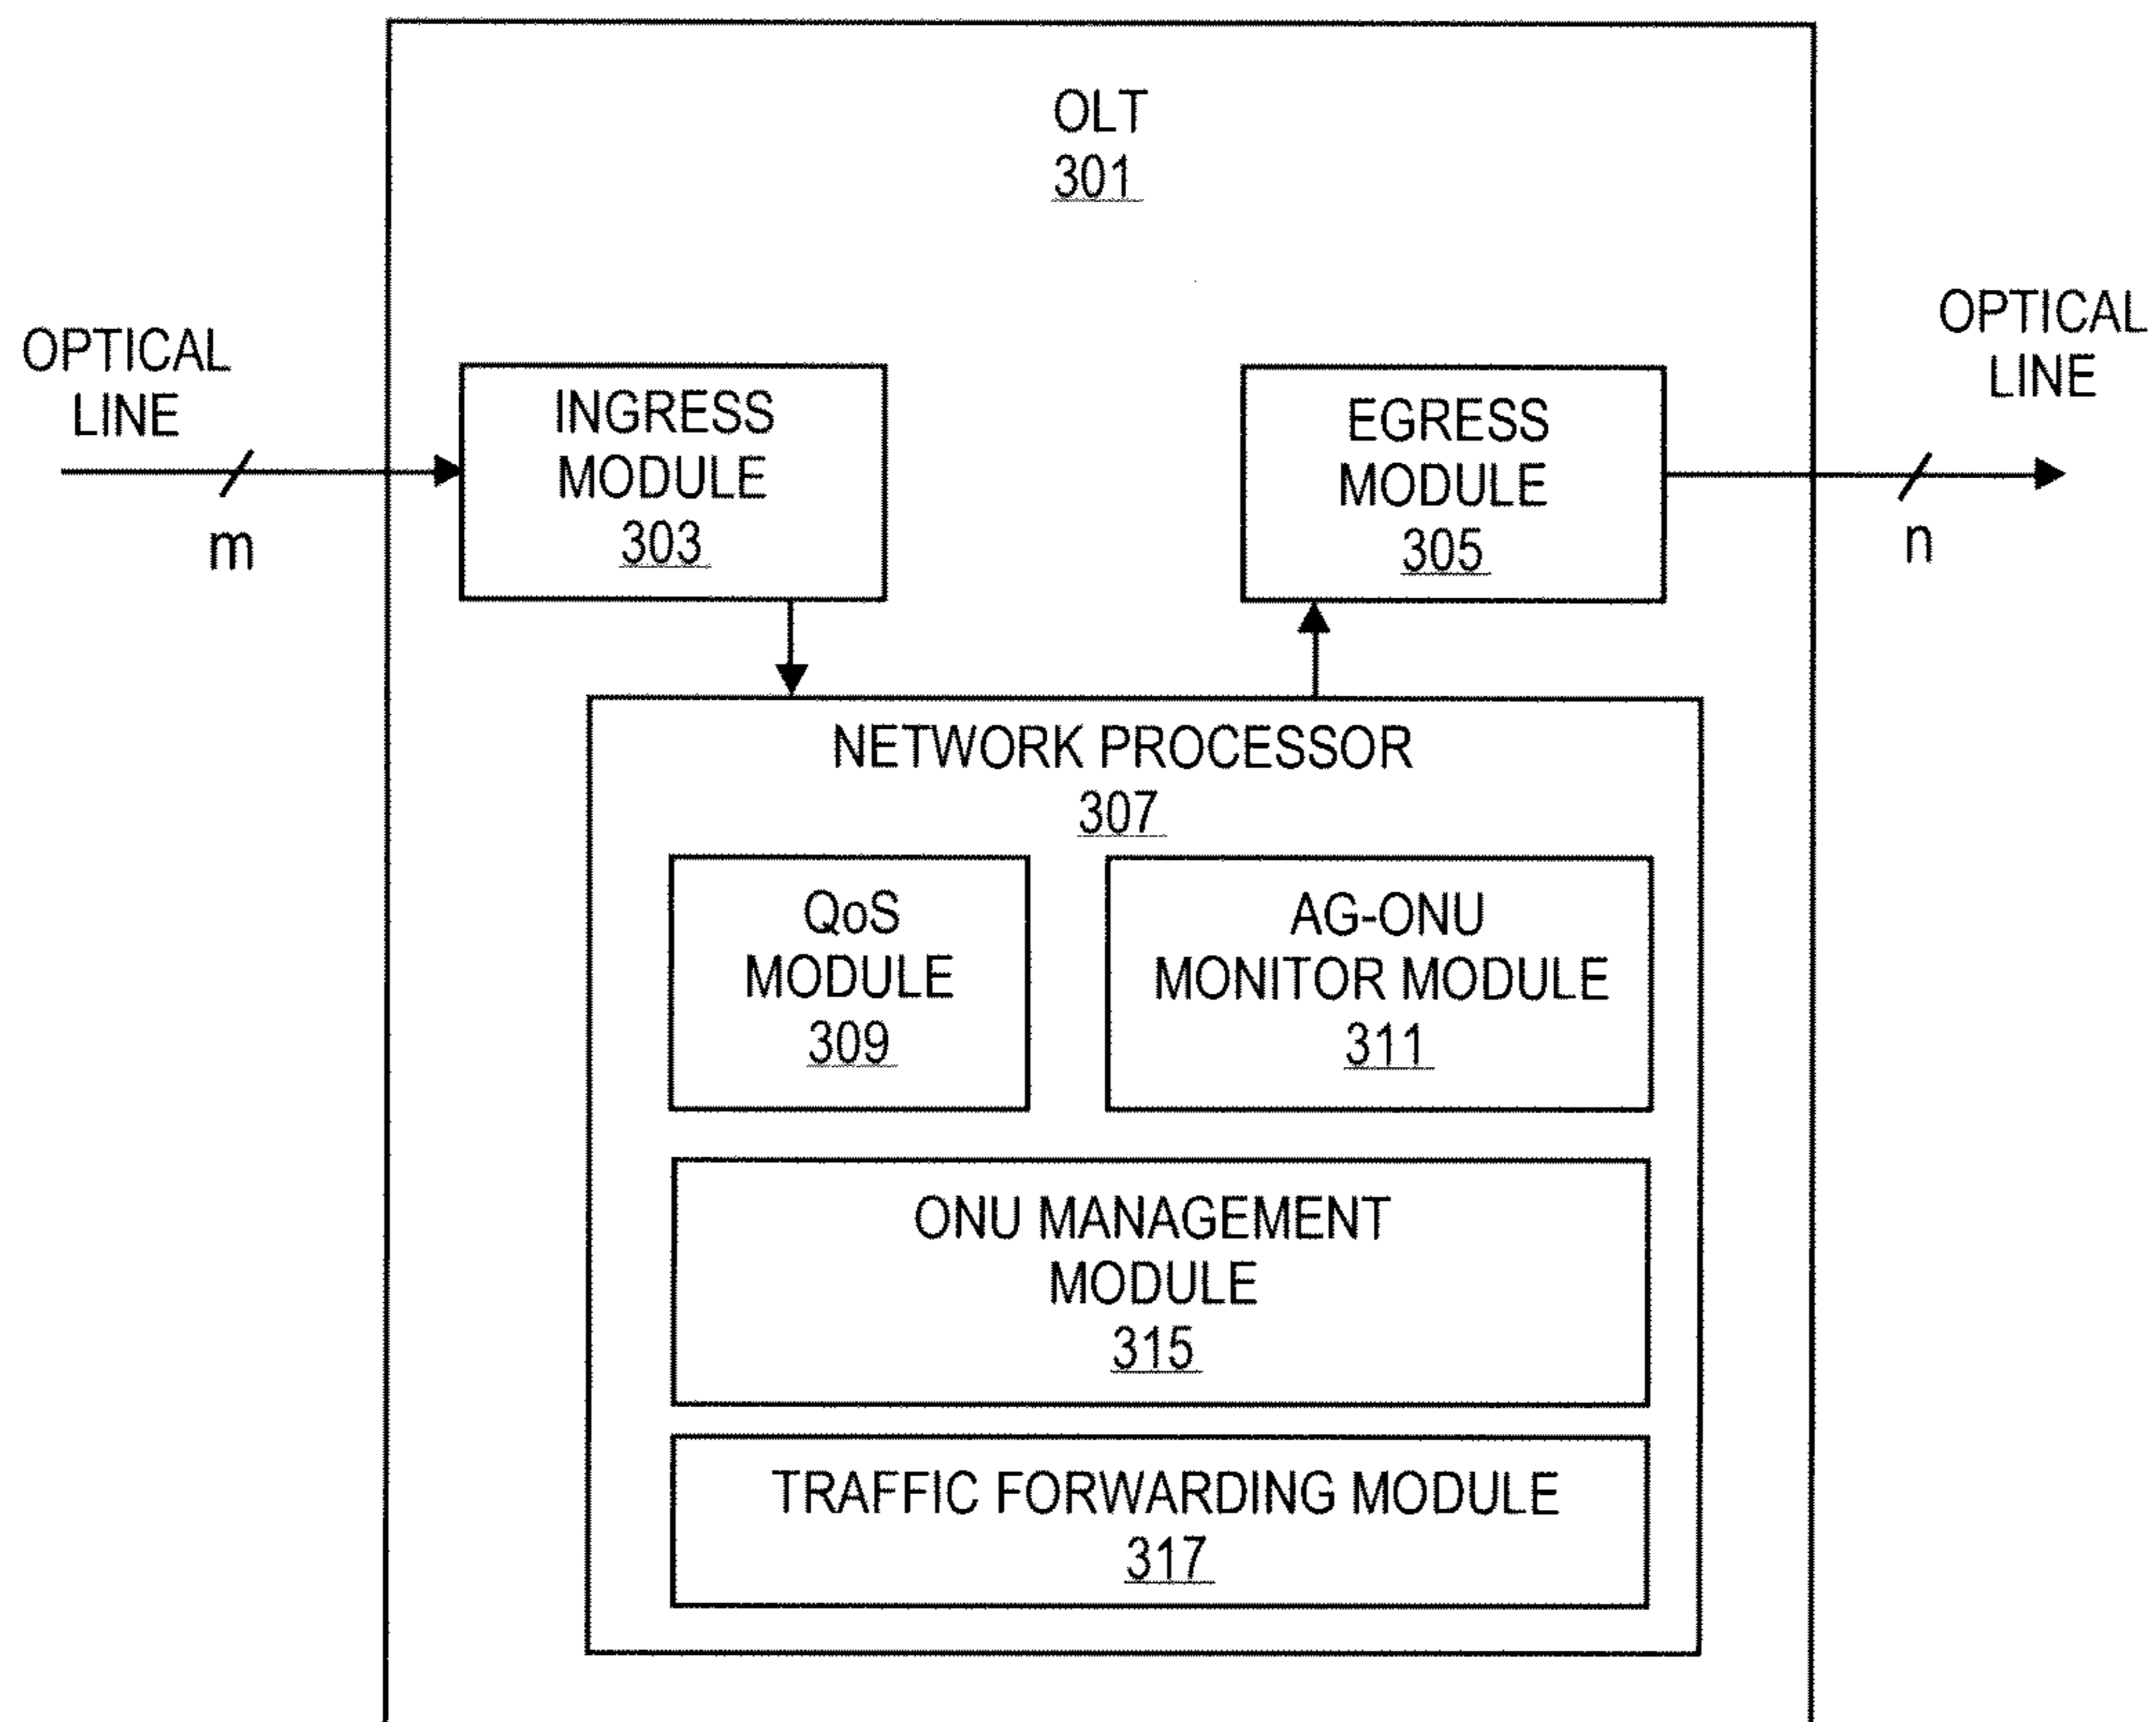 OLT
301
OPTICAL
LINE
m
INGRESS
MODULE
303
EGRESS
MODULE
305
OPTICAL
LINE
n
NETWORK PROCESSOR
307
QoS
MODULE
309
AG-ONU
MONITOR MODULE
311
ONU MANAGEMENT
MODULE
315
TRAFFIC FORWARDING MODULE
317